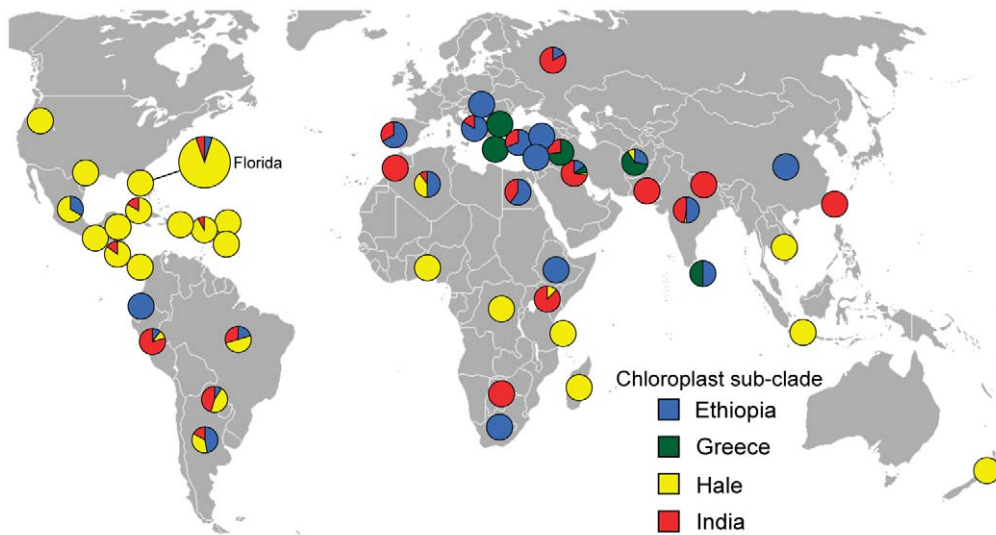 Florida
Chloroplast sub-clade
Ethiopia
Greece
Hale
India